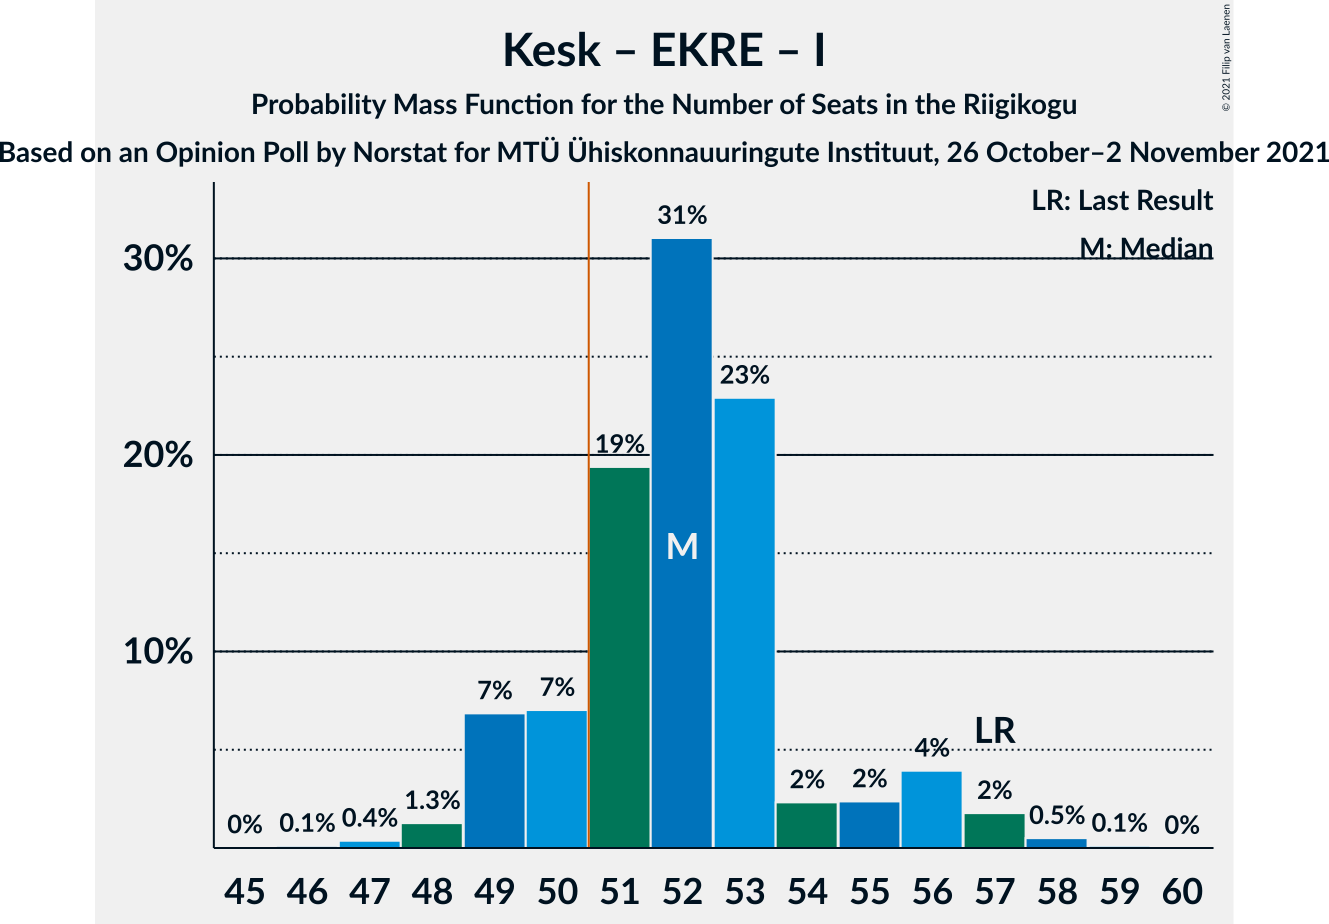 Kesk – EKRE – I
Probability Mass Function for the Number of Seats in the Riigikogu
Based on an Opinion Poll by Norstat for MTÜ Ühiskonnauuringute Instituut, 26 October–2 November 2021
© 2021 Filip van Laenen
LR: Last Result
M: Median
30%
20%
10%
0%
0.1%
0.4%
1.3%
7%
7%
19%
31%
23%
2%
2%
4%
2%
0.5%
0.1%
0%
M
LR
45 46 47 48 49 50 51 52 53 54 55 56 57 58 59 60